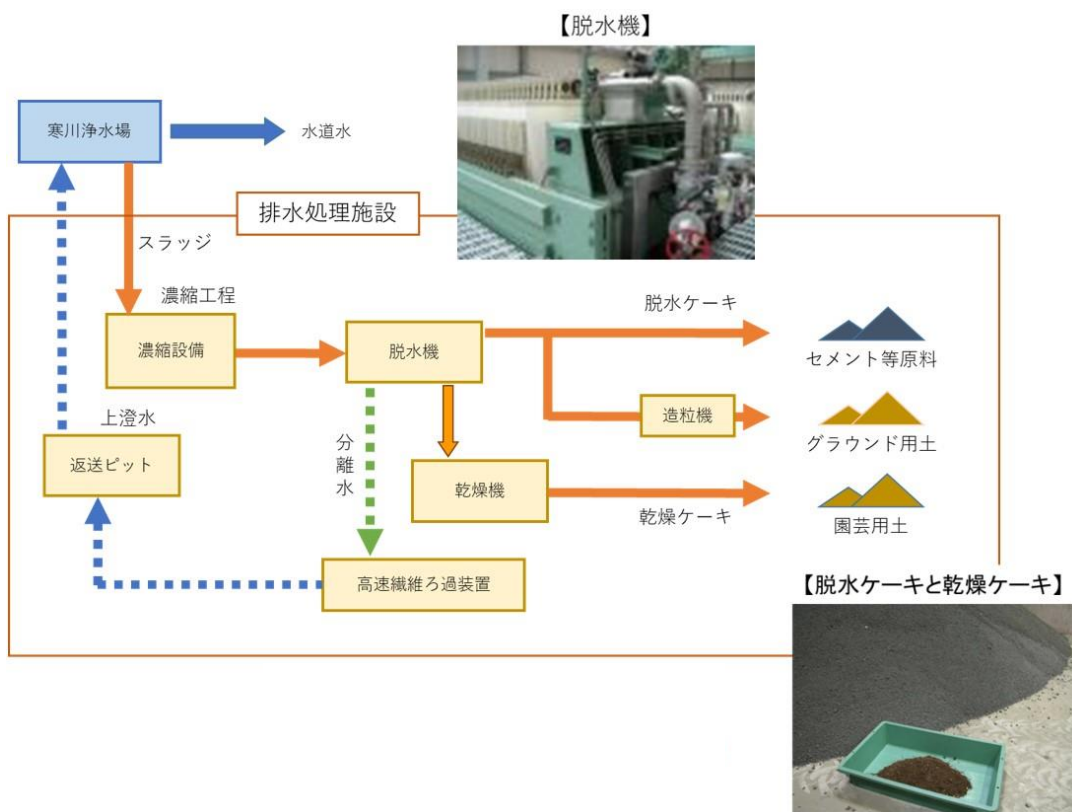 【脱水機】
寒川浄水場
水道水
排水処理施設
スラッジ
濃縮工程
濃縮設備
脱水機
脱水ケーキ
セメント等原料
造粒機
グラウンド用土
上澄水
返送ピット
分離水
乾燥機
乾燥ケーキ
園芸用土
高速繊維ろ過装置
【脱水ケーキと乾燥ケーキ】